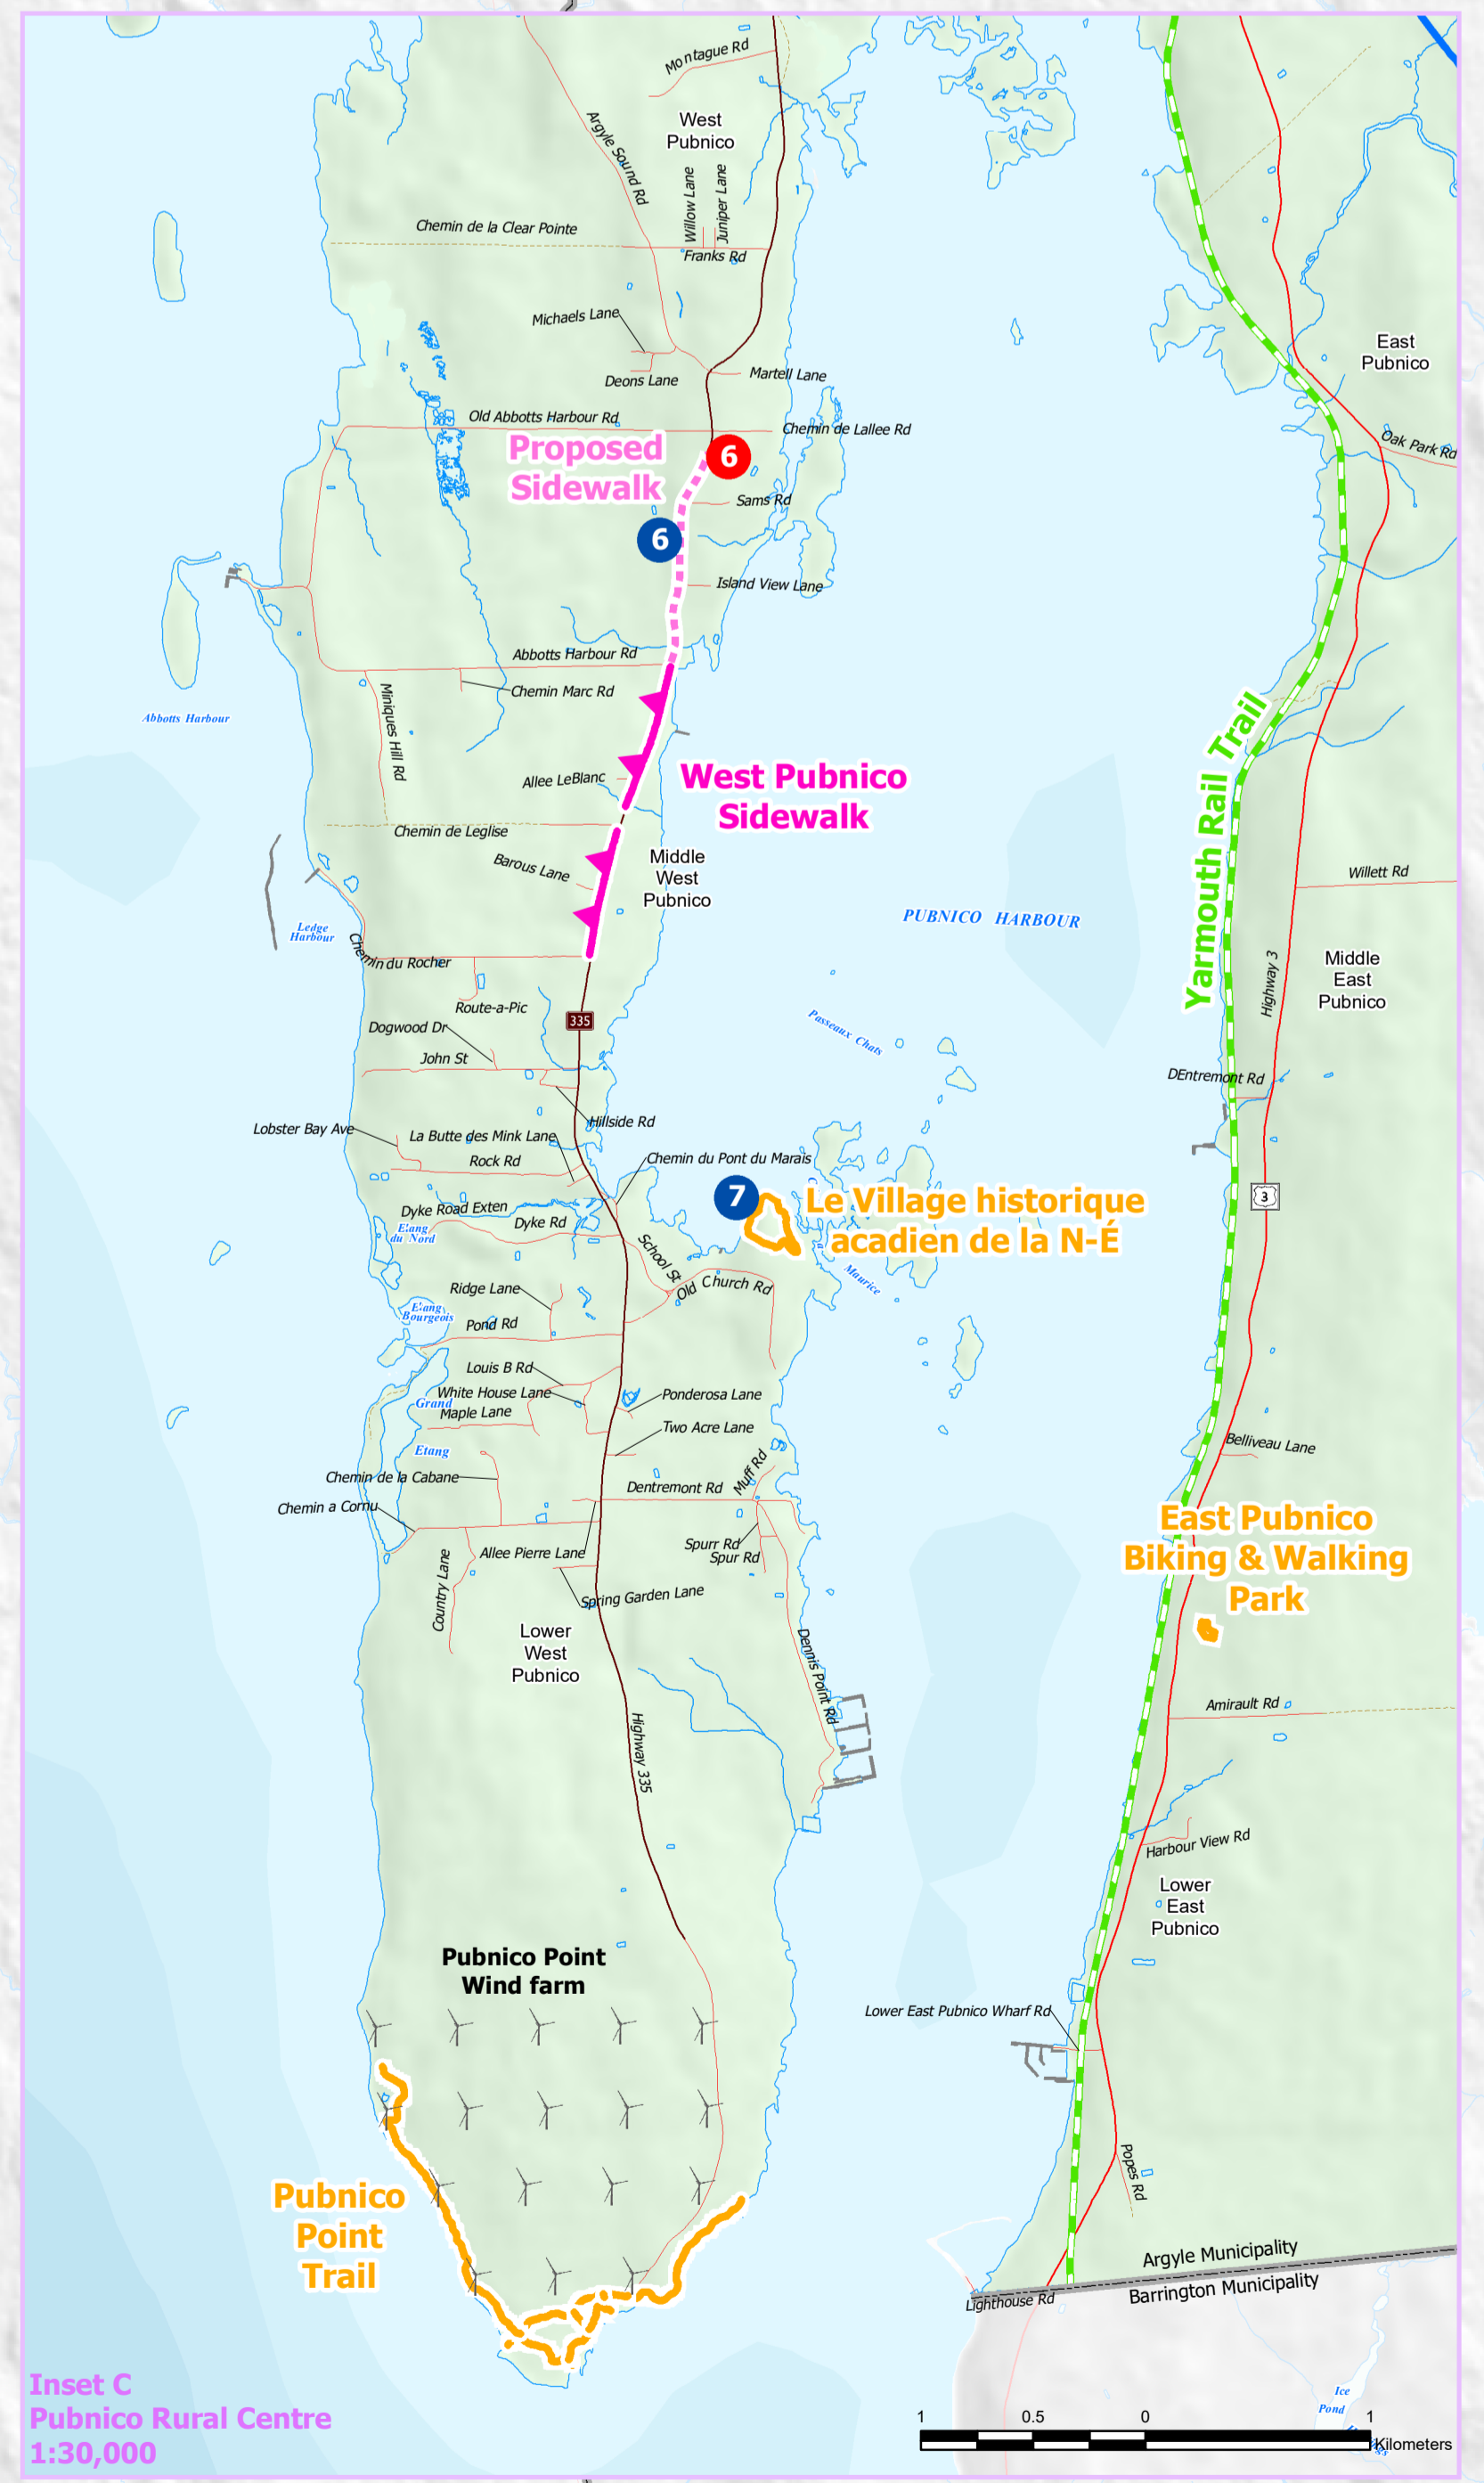 Montague Rd
West
Pubnico
Argyle Sound Rd
Willow Lane
Juniper Lane
Chemin de la Clear Pointe
Franks Rd
Michaels Lane
East
Pubnico
Deons Lane
Martell Lane
Old Abbotts Harbour Rd
Chemin de Lallee Rd
Oak Park Rd
Proposed
Sidewalk
6
Sams Rd
6
Island View Lane
Abbotts Harbour Rd
Chemin Marc Rd
Miniques Hill Rd
Abbotts Harbour
Yarmouth Rail Trail
Allee LeBlanc
West Pubnico
Sidewalk
Chemin de Leglise
Barous Lane
Middle
West
Pubnico
Willett Rd
PUBNICO HARBOUR
Ledge
Harbour
Chemin du Rocher
Highway 3
Middle
East
Pubnico
Route-a-Pic
335
Dogwood Dr
Passeaux Chats
John St
DEntremont Rd
Hillside Rd
Lobster Bay Ave
La Butte des Mink Lane
Rock Rd
Chemin du Pont du Marais
7
3
Le Village historique
acadien de la N-É
Dyke Road Exten
Dyke Rd
E'ang
du Nord
School St
Maurice
Old Church Rd
Ridge Lane
E'ang
Bourgeois
Pond Rd
Louis B Rd
White House Lane
Ponderosa Lane
Grand
Maple Lane
Two Acre Lane
Belliveau Lane
Etang
Muff Rd
Chemin de la Cabane
Dentremont Rd
Chemin a Cornu
East Pubnico
Biking & Walking
Park
Allee Pierre Lane
Spurr Rd
Spur Rd
Country Lane
Spring Garden Lane
Lower
West
Pubnico
Dennis Point Rd
Amirault Rd
Highway 335
Harbour View Rd
Lower
East
Pubnico
Pubnico Point
Wind farm
Lower East Pubnico Wharf Rd
Popes Rd
Pubnico
Point
Trail
Argyle Municipality
Barrington Municipality
Lighthouse Rd
Inset C
Pubnico Rural Centre
1:30,000
Ice
Pond
1 0.5 0 1
Kilometers